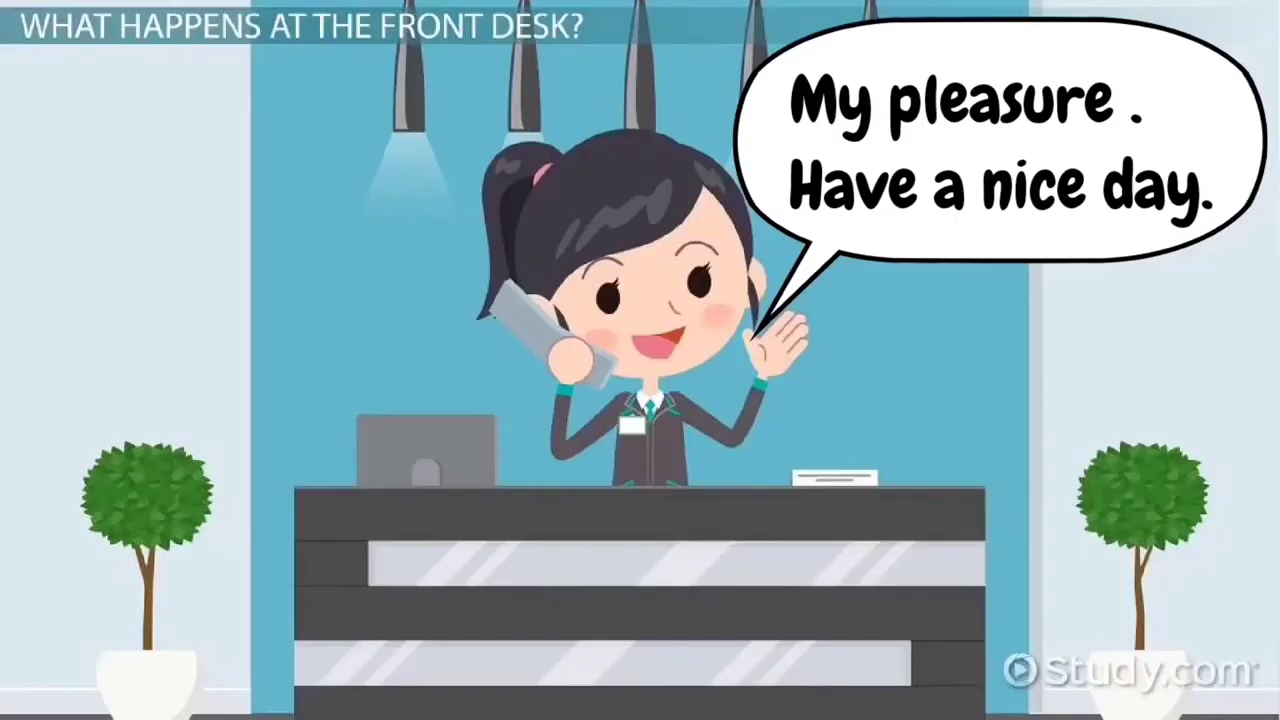 WHAT HAPPENS AT THE FRONT DESK?
My pleasure .
Have a nice day.
Study.com